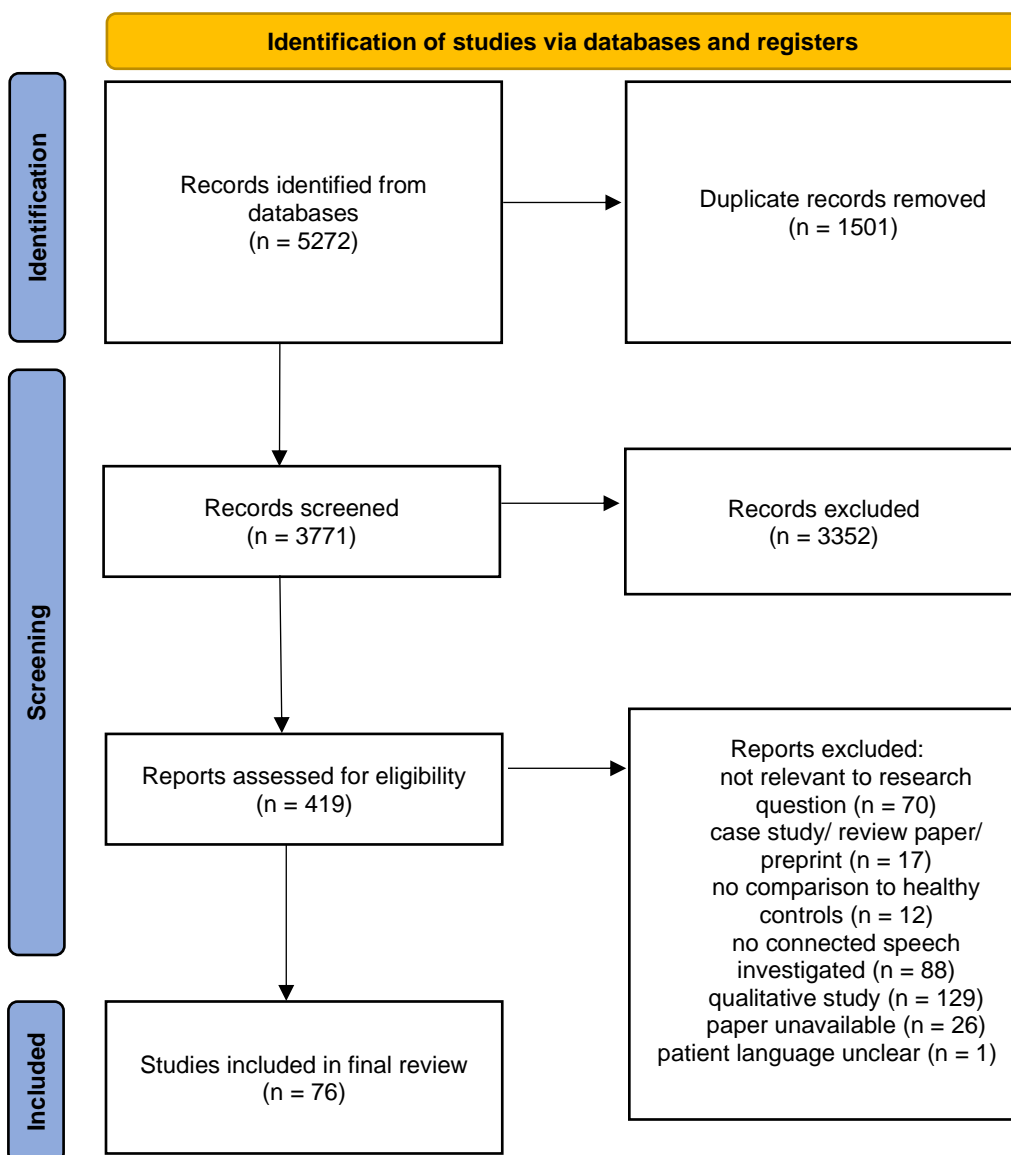 Identification of studies via databases and registers
Identification
Records identified from
databases
(n = 5272)
Duplicate records removed
(n = 1501)
Screening
Records screened
(n = 3771)
Records excluded
(n = 3352)
Reports assessed for eligibility
(n = 419)
Reports excluded:
not relevant to research
question (n = 70)
case study/ review paper/
preprint (n = 17)
no comparison to healthy
controls (n = 12)
no connected speech
investigated (n = 88)
qualitative study (n = 129)
paper unavailable (n = 26)
patient language unclear (n = 1)
Included
Studies included in final review
(n = 76)